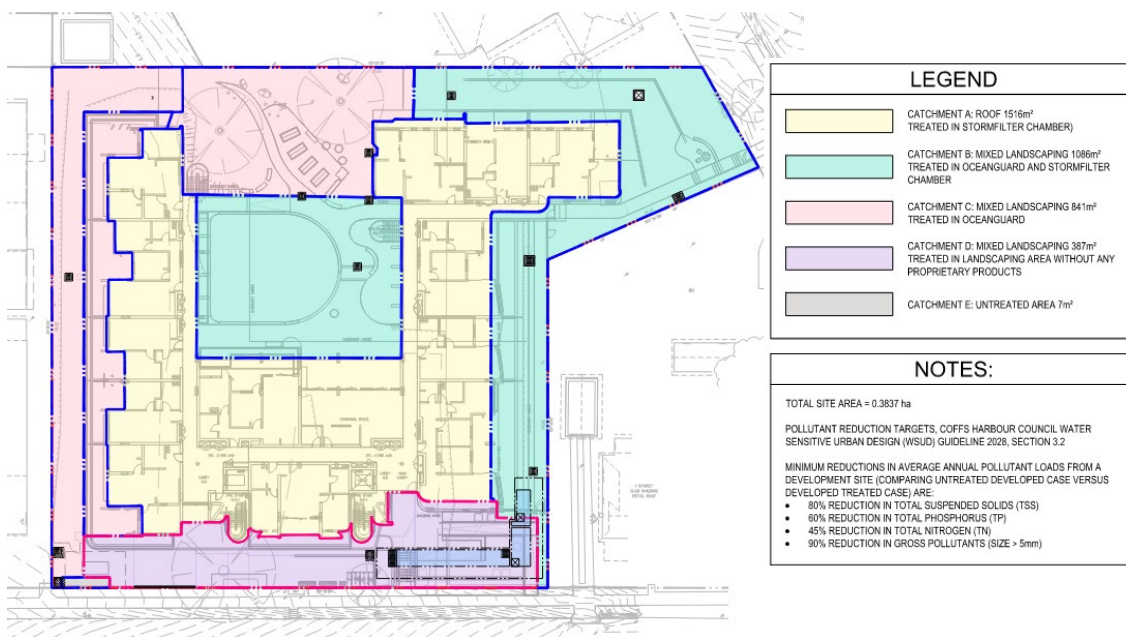 LEGEND
CATCHMENT A: ROOF 1516m²
TREATED IN STORMFILTER CHAMBER)
CATCHMENT B: MIXED LANDSCAPING 1086m²
TREATED IN OCEANGUARD AND STORMFILTER
CHAMBER
CATCHMENT C: MIXED LANDSCAPING 841m²
TREATED IN OCEANGUARD
CATCHMENT D: MIXED LANDSCAPING 387m²
TREATED IN LANDSCAPING AREA WITHOUT ANY
PROPRIETARY PRODUCTS
CATCHMENT E: UNTREATED AREA 7m²
NOTES:
TOTAL SITE AREA = 0.3837 ha
POLLUTANT REDUCTION TARGETS, COFFS HARBOUR COUNCIL WATER
SENSITIVE URBAN DESIGN (WSUD) GUIDELINE 2028, SECTION 3.2
MINIMUM REDUCTIONS IN AVERAGE ANNUAL POLLUTANT LOADS FROM A
DEVELOPMENT SITE (COMPARING UNTREATED DEVELOPED CASE VERSUS
DEVELOPED TREATED CASE) ARE:
• 80% REDUCTION IN TOTAL SUSPENDED SOLIDS (TSS)
• 60% REDUCTION IN TOTAL PHOSPHORUS (TP)
• 45% REDUCTION IN TOTAL NITROGEN (TN)
• 90% REDUCTION IN GROSS POLLUTANTS (SIZE > 5mm)